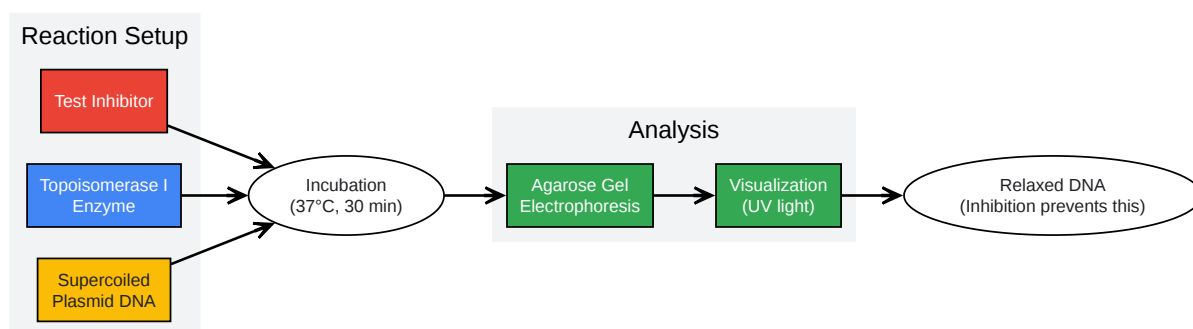 Reaction Setup
Test Inhibitor
Topoisomerase I
Enzyme
Supercoiled
Plasmid DNA
Incubation
(37°C, 30 min)
Analysis
Agarose Gel
Electrophoresis
Visualization
(UV light)
Relaxed DNA
(Inhibition prevents this)